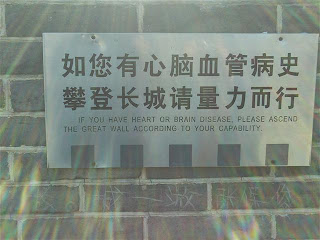 如您有心脑血管病史
攀登长城请量力而行
IF YOU HAVE HEART OR BRAIN DISEASE, PLEASE ASCEND
THE GREAT WALL ACCORDING TO YOUR CAPABILITY.